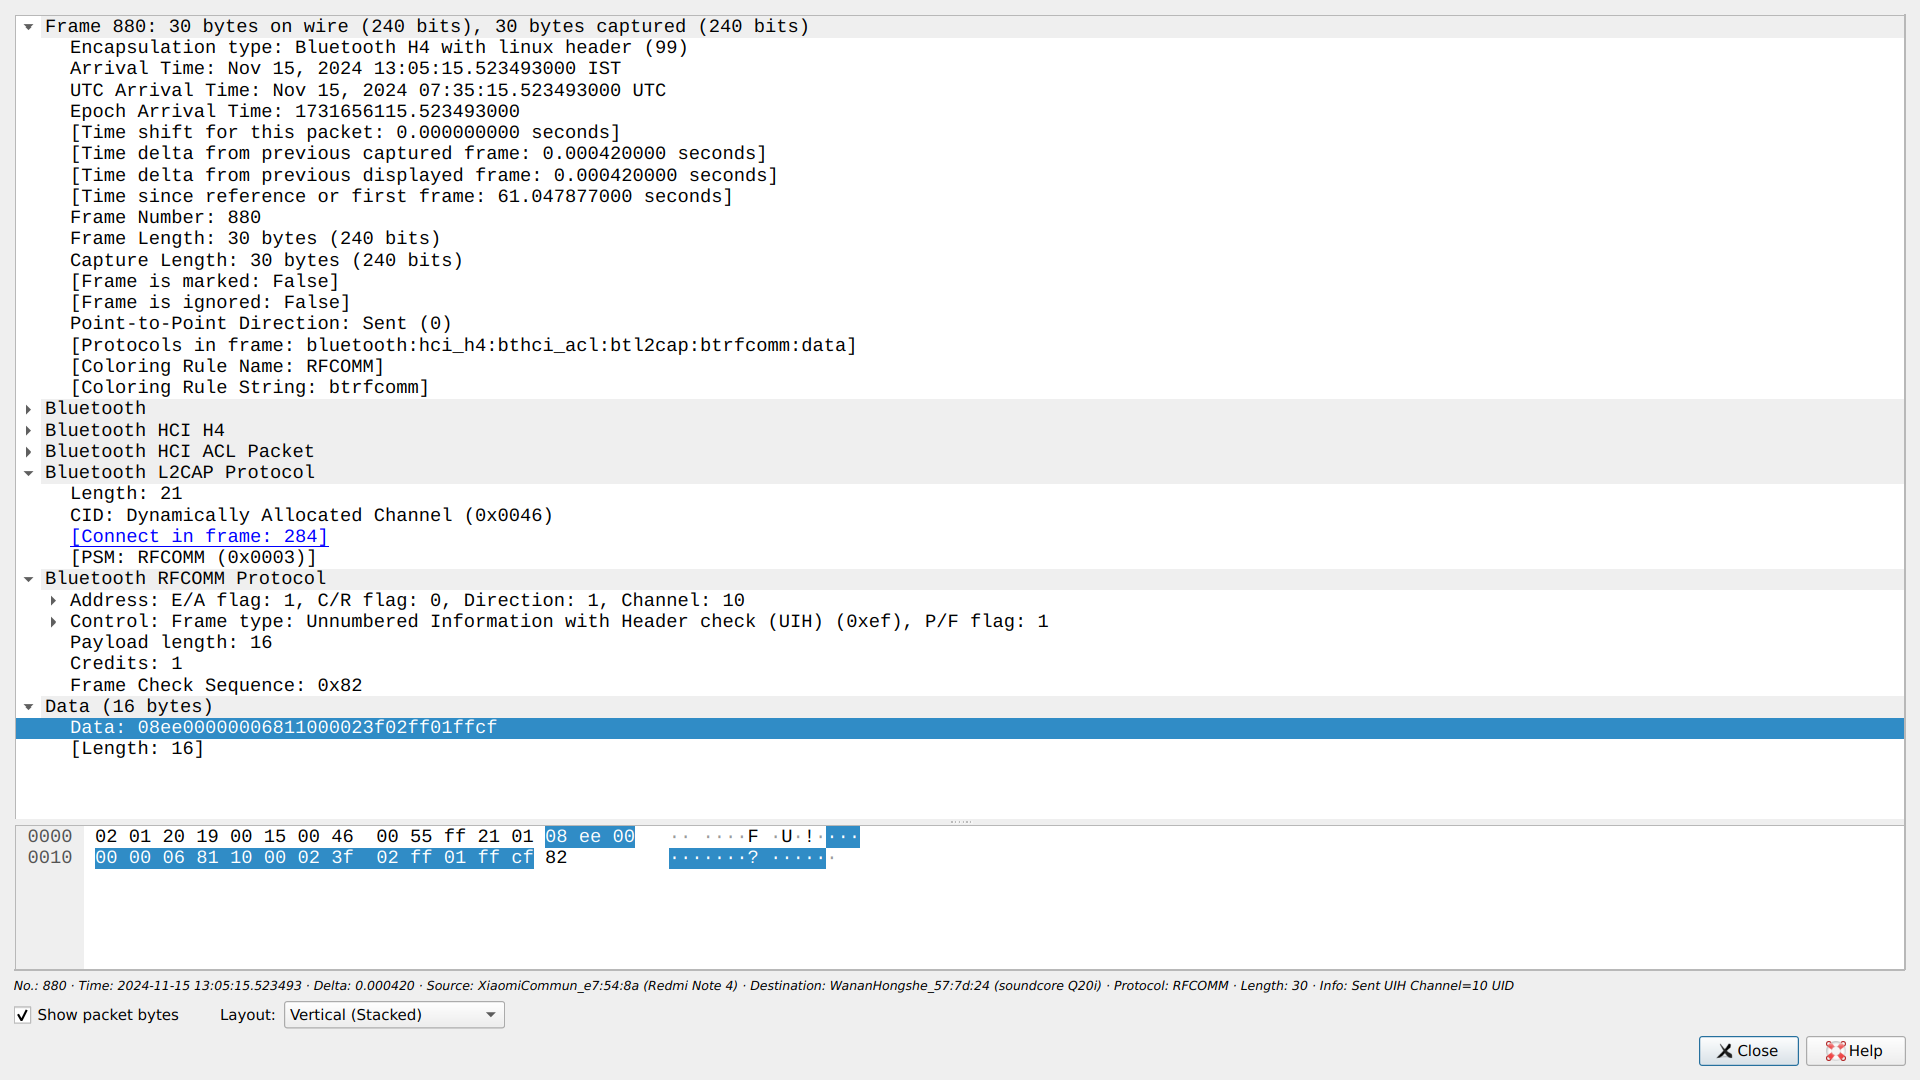 Frame 880: 30 bytes on wire (240 bits), 30 bytes captured (240 bits)
Encapsulation type: Bluetooth H4 with linux header (99)
Arrival Time: Nov 15, 2024 13:05:15.523493000 IST
UTC Arrival Time: Nov 15, 2024 07:35:15.523493000 UTC
Epoch Arrival Time: 1731656115.523493000
[Time shift for this packet: 0.000000000 seconds]
[Time delta from previous captured frame: 0.000420000 seconds]
[Time delta from previous displayed frame: 0.000420000 seconds]
[Time since reference or first frame: 61.047877000 seconds]
Frame Number: 880
Frame Length: 30 bytes (240 bits)
Capture Length: 30 bytes (240 bits)
[Frame is marked: False]
[Frame is ignored: False]
Point-to-Point Direction: Sent (0)
[Protocols in frame: bluetooth:hci_h4:bthci_acl:btl2cap:btrfcomm:data]
[Coloring Rule Name: RFCOMM]
[Coloring Rule String: btrfcomm]
Bluetooth
Bluetooth HCI H4
Bluetooth HCI ACL Packet
Bluetooth L2CAP Protocol
Length: 21
CID: Dynamically Allocated Channel (0x0046)
[Connect in frame: 284]
[PSM: RFCOMM (0x0003)]
Bluetooth RFCOMM Protocol
Address: E/A flag: 1, C/R flag: 0, Direction: 1, Channel: 10
Control: Frame type: Unnumbered Information with Header check (UIH) (0xef), P/F flag: 1
Payload length: 16
Credits: 1
Frame Check Sequence: 0x82
Data (16 bytes)
Data: 08ee00000006811000023f02ff01ffcf
[Length: 16]
0000 02 01 20 19 00 15 00 46 00 55 ff 21 01 08 ee 00 ·· ····F ·U·!····
0010 00 00 06 81 10 00 02 3f 02 ff 01 ff cf 82 ·······? ······
No.: 880 · Time: 2024-11-15 13:05:15.523493 · Delta: 0.000420 · Source: XiaomiCommun_e7:54:8a (Redmi Note 4) · Destination: WananHongshe_57:7d:24 (soundcore Q20i) · Protocol: RFCOMM · Length: 30 · Info: Sent UIH Channel=10 UID
Show packet bytes Layout: Vertical (Stacked)
Close Help